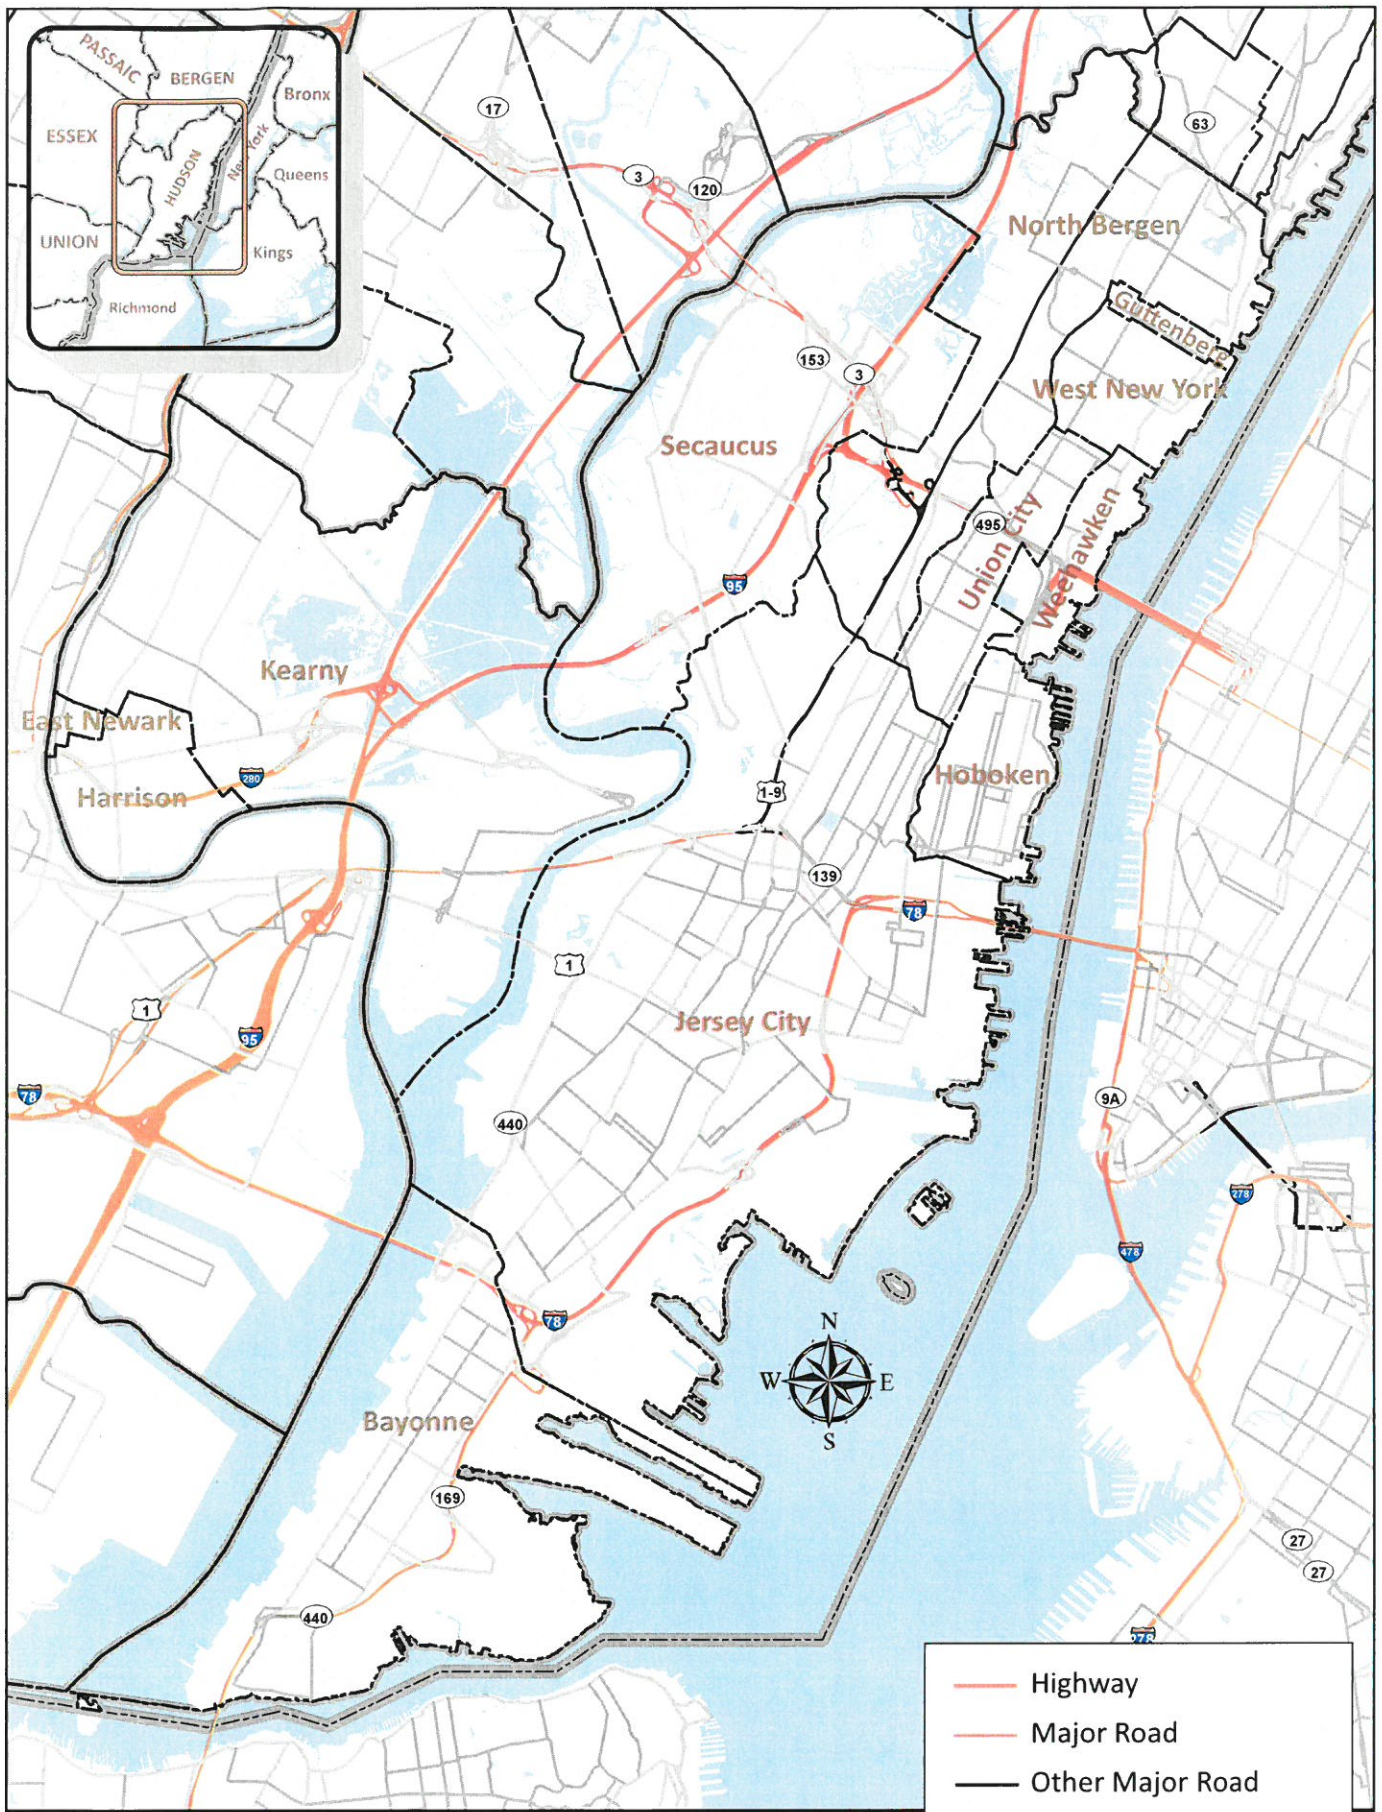 PASSAIC
BERGEN
Bronx
ESSEX
HUDSON
New York
Queens
UNION
Kings
Richmond
17
63
3
120
North Bergen
Guttenberg
153
3
West New York
Secaucus
495
Union City
Weehawken
95
Kearny
East Newark
280
Harrison
1-9
Hoboken
139
78
1
1
Jersey City
95
78
9A
440
278
478
78
N
W E
S
Bayonne
169
27
27
440
278
Highway
Major Road
Other Major Road